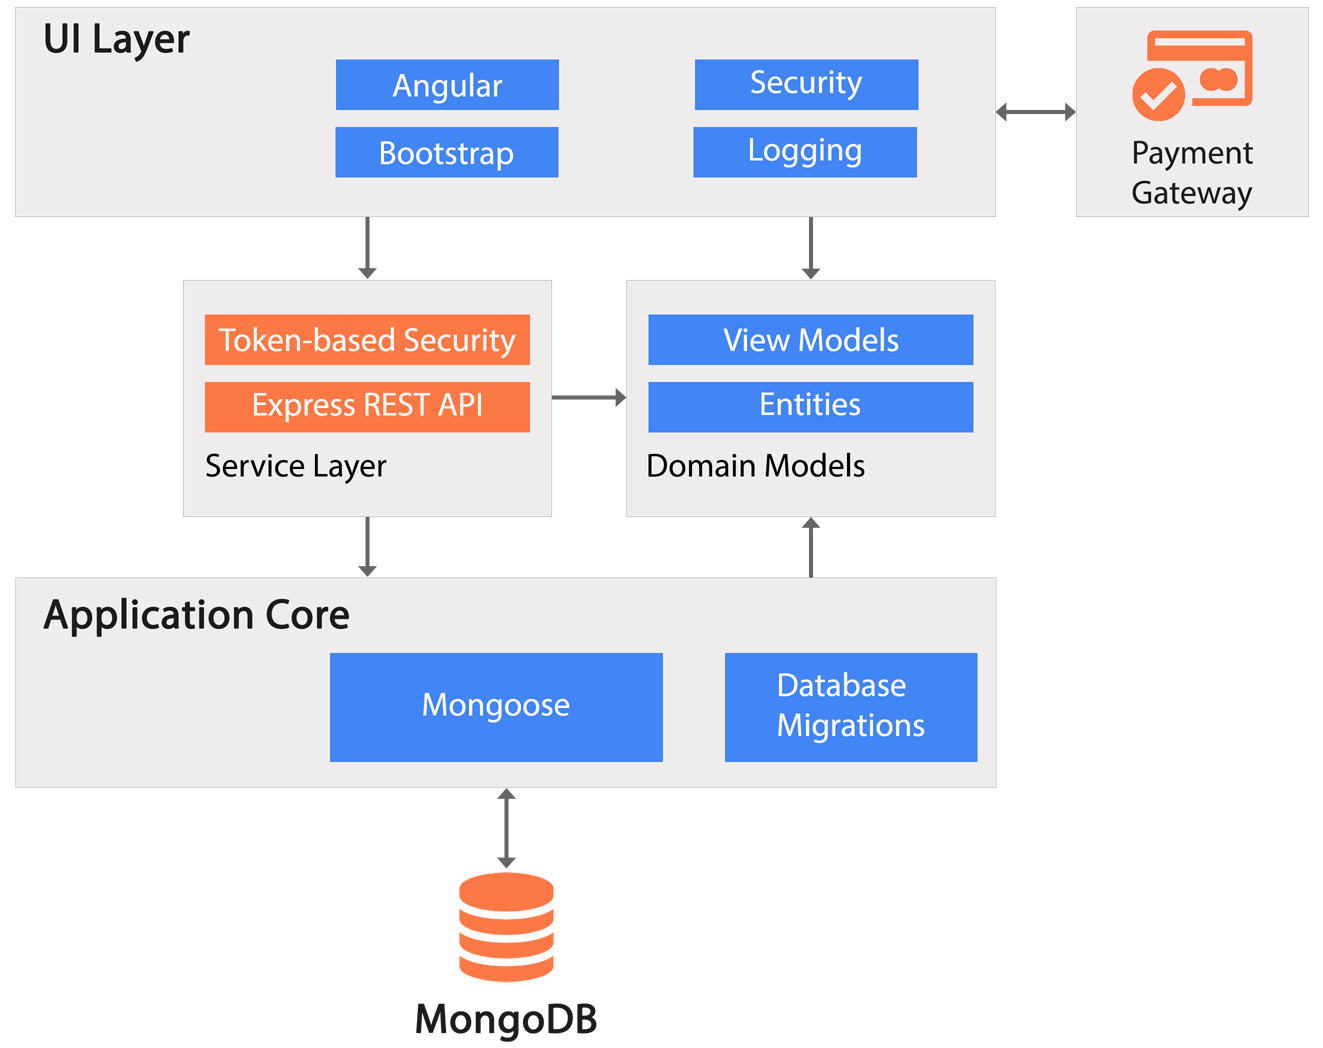 UI Layer
Angular
Security
Bootstrap
Logging
Payment
Gateway
Token-based Security
Express REST API
Service Layer
View Models
Entities
Domain Models
Application Core
Mongoose
Database
Migrations
MongoDB